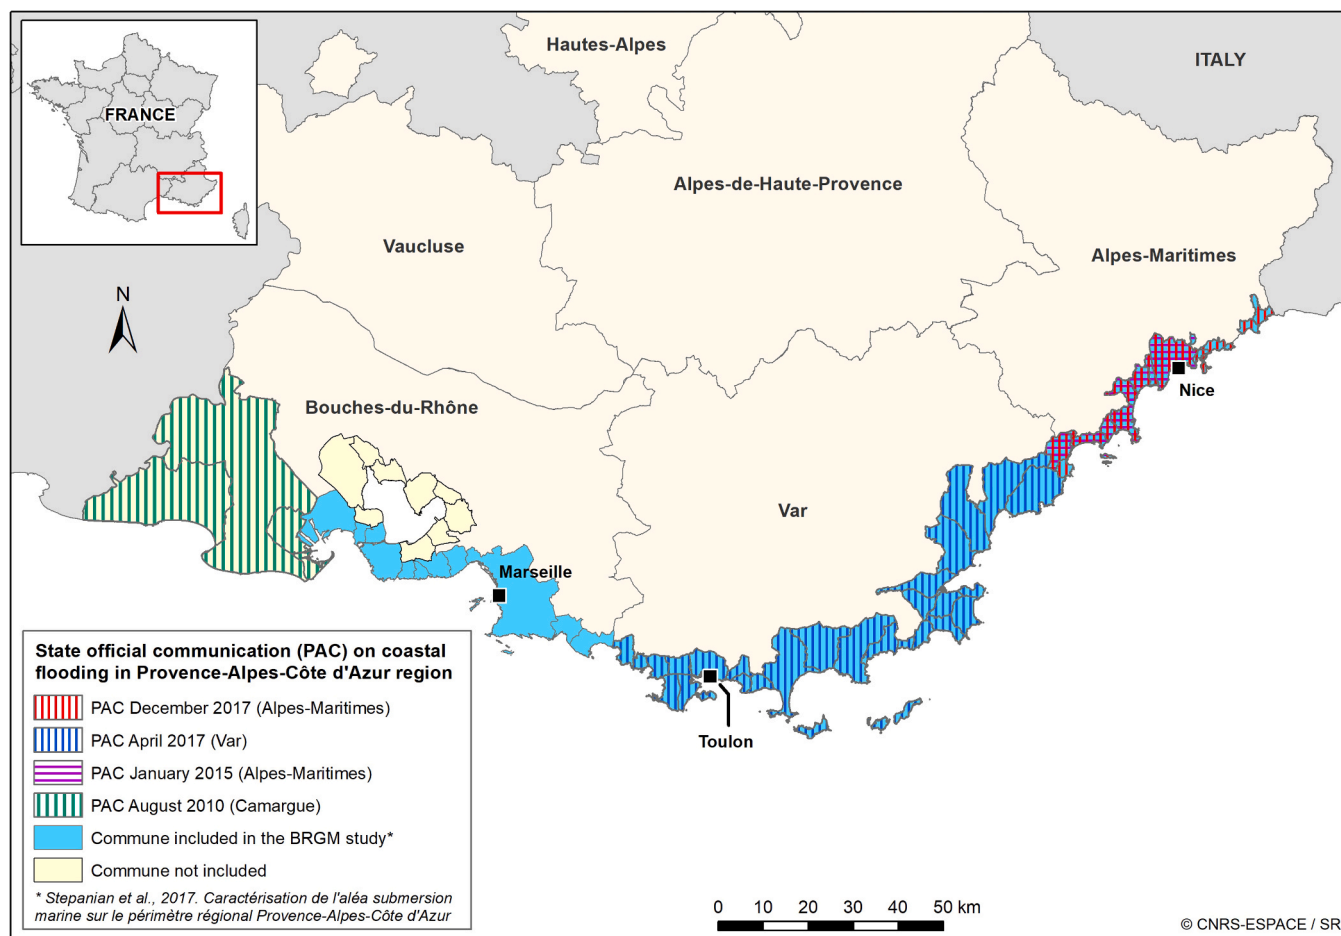 Hautes-Alpes
ITALY
FRANCE
Alpes-de-Haute-Provence
Vaucluse
Alpes-Maritimes
N
Nice
Bouches-du-Rhône
Var
Marseille
Toulon
State official communication (PAC) on coastal
flooding in Provence-Alpes-Côte d'Azur region
PAC December 2017 (Alpes-Maritimes)
PAC April 2017 (Var)
PAC January 2015 (Alpes-Maritimes)
PAC August 2010 (Camargue)
Commune included in the BRGM study*
Commune not included
* Stepanian et al., 2017. Caractérisation de l'aléa submersion
marine sur le périmètre régional Provence-Alpes-Côte d'Azur
0 10 20 30 40 50 km
© CNRS-ESPACE / SR